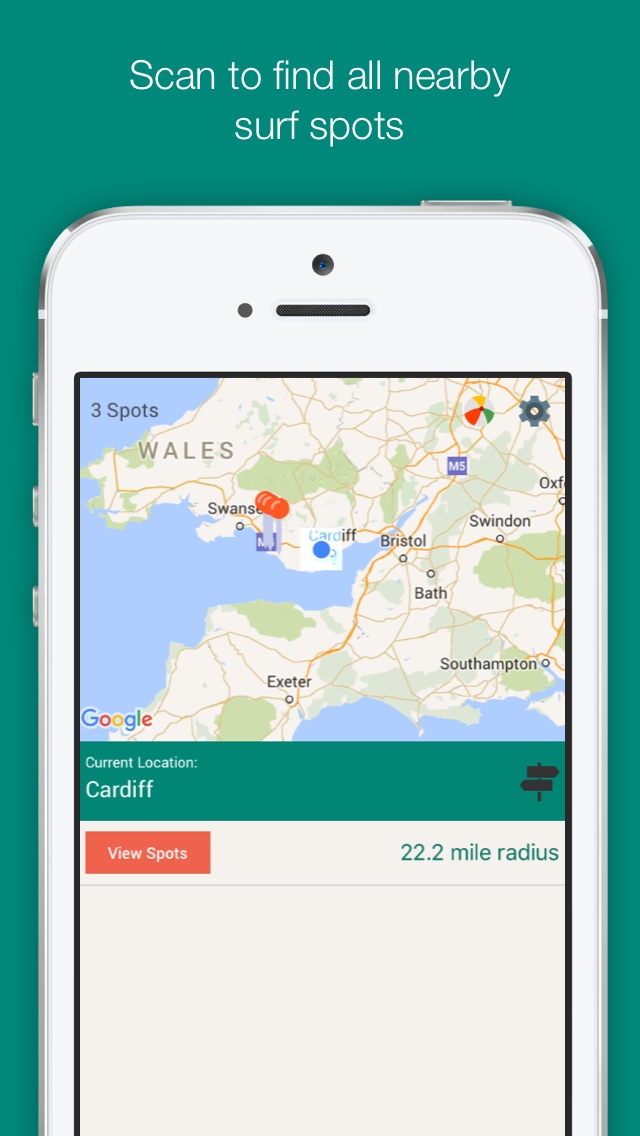 Scan to find all nearby
surf spots
3 Spots
WALES
M5
Oxf
Swanse
Swindon
Cardiff
Bristol
Bath
Southampton
Exeter
Google
Current Location:
Cardiff
View Spots
22.2 mile radius